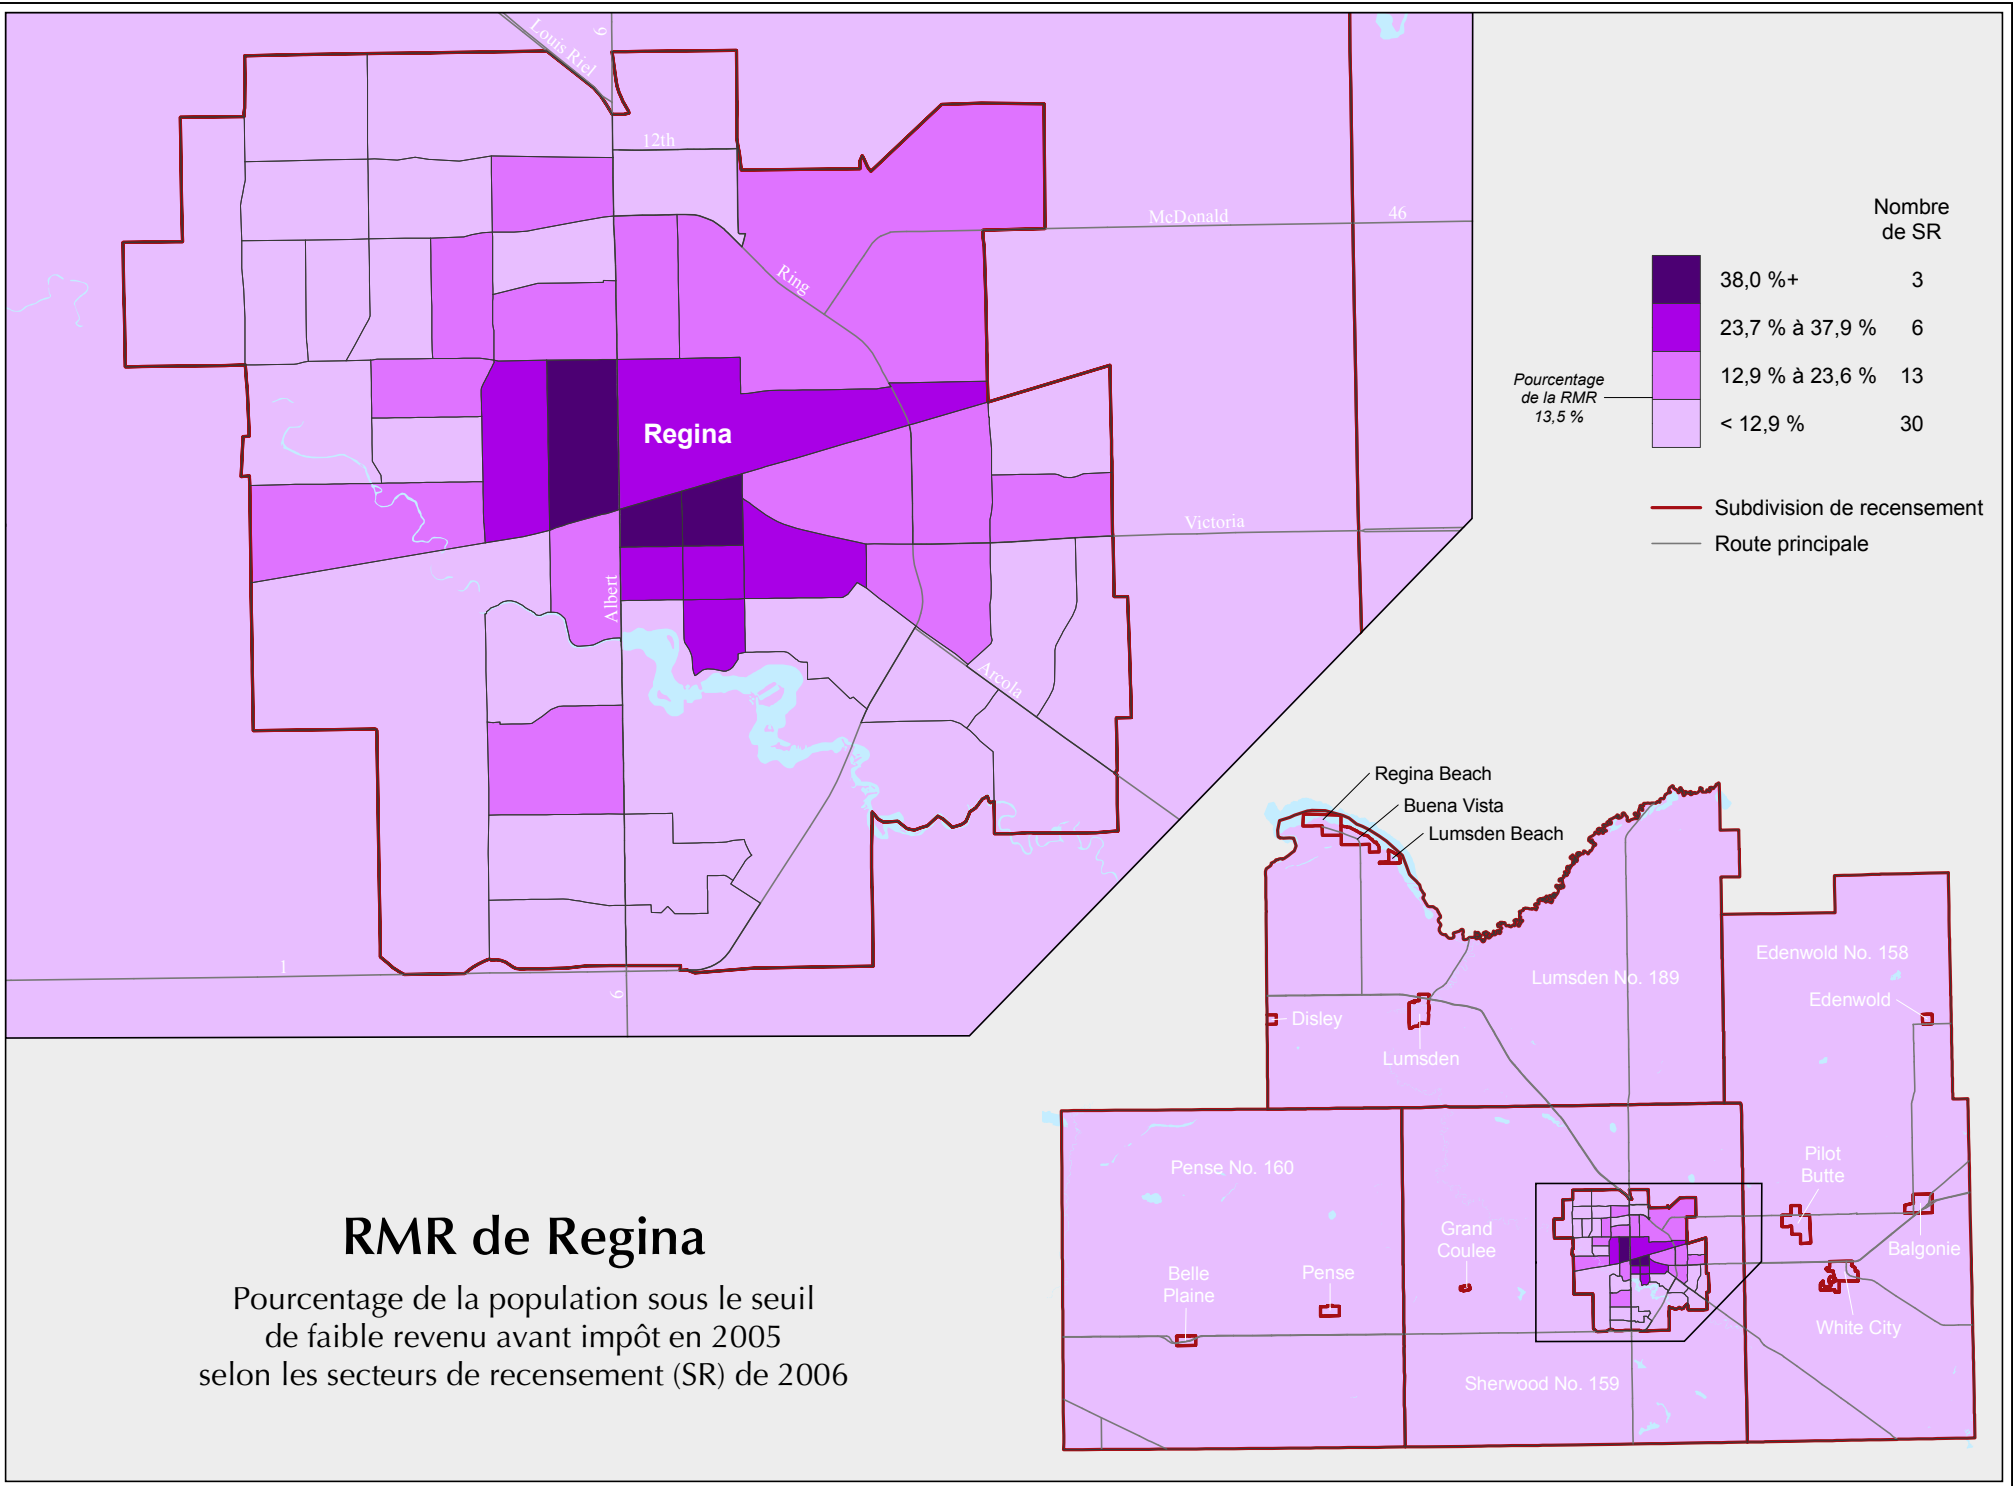 Louis Riel
6
12th
McDonald
46
Ring
Regina
Victoria
Albert
Arcola
1
6
Nombre
de SR
38,0 %+ 3
23,7 % à 37,9 % 6
12,9 % à 23,6 % 13
< 12,9 % 30
Pourcentage
de la RMR
13,5 %
Subdivision de recensement
Route principale
Regina Beach
Buena Vista
Lumsden Beach
Edenwold No. 158
Lumsden No. 189
Edenwold
Disley
Lumsden
Pense No. 160
Pilot
Butte
Grand
Coulee
Balgonie
Belle
Plaine
Pense
White City
Sherwood No. 159
RMR de Regina
Pourcentage de la population sous le seuil
de faible revenu avant impôt en 2005
selon les secteurs de recensement (SR) de 2006